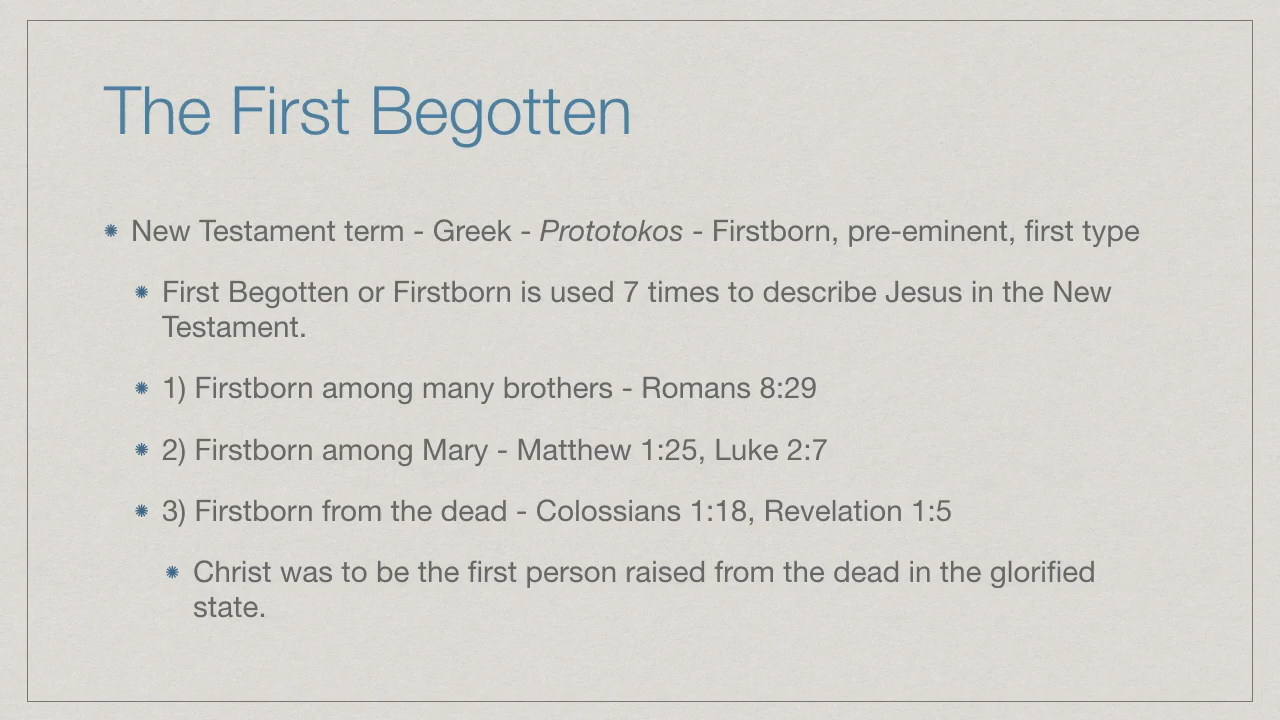 The First Begotten
New Testament term - Greek - Prototokos - Firstborn, pre-eminent, first type
First Begotten or Firstborn is used 7 times to describe Jesus in the New
Testament.
1) Firstborn among many brothers - Romans 8:29
2) Firstborn among Mary - Matthew 1:25, Luke 2:7
3) Firstborn from the dead - Colossians 1:18, Revelation 1:5
Christ was to be the first person raised from the dead in the glorified
state.